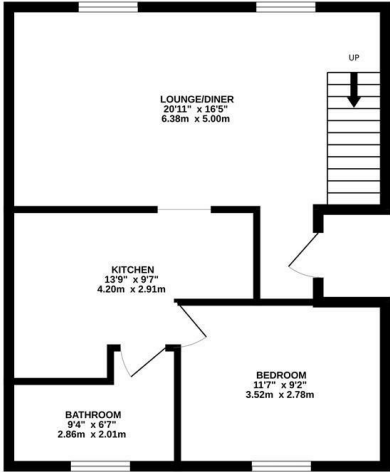 UP
LOUNGE/DINER
20'11" x 16'5"
6.38m x 5.00m
KITCHEN
13'9" x 9'7"
4.20m x 2.91m
BEDROOM
11'7" x 9'2"
3.52m x 2.78m
BATHROOM
9'4" x 6'7"
2.86m x 2.01m